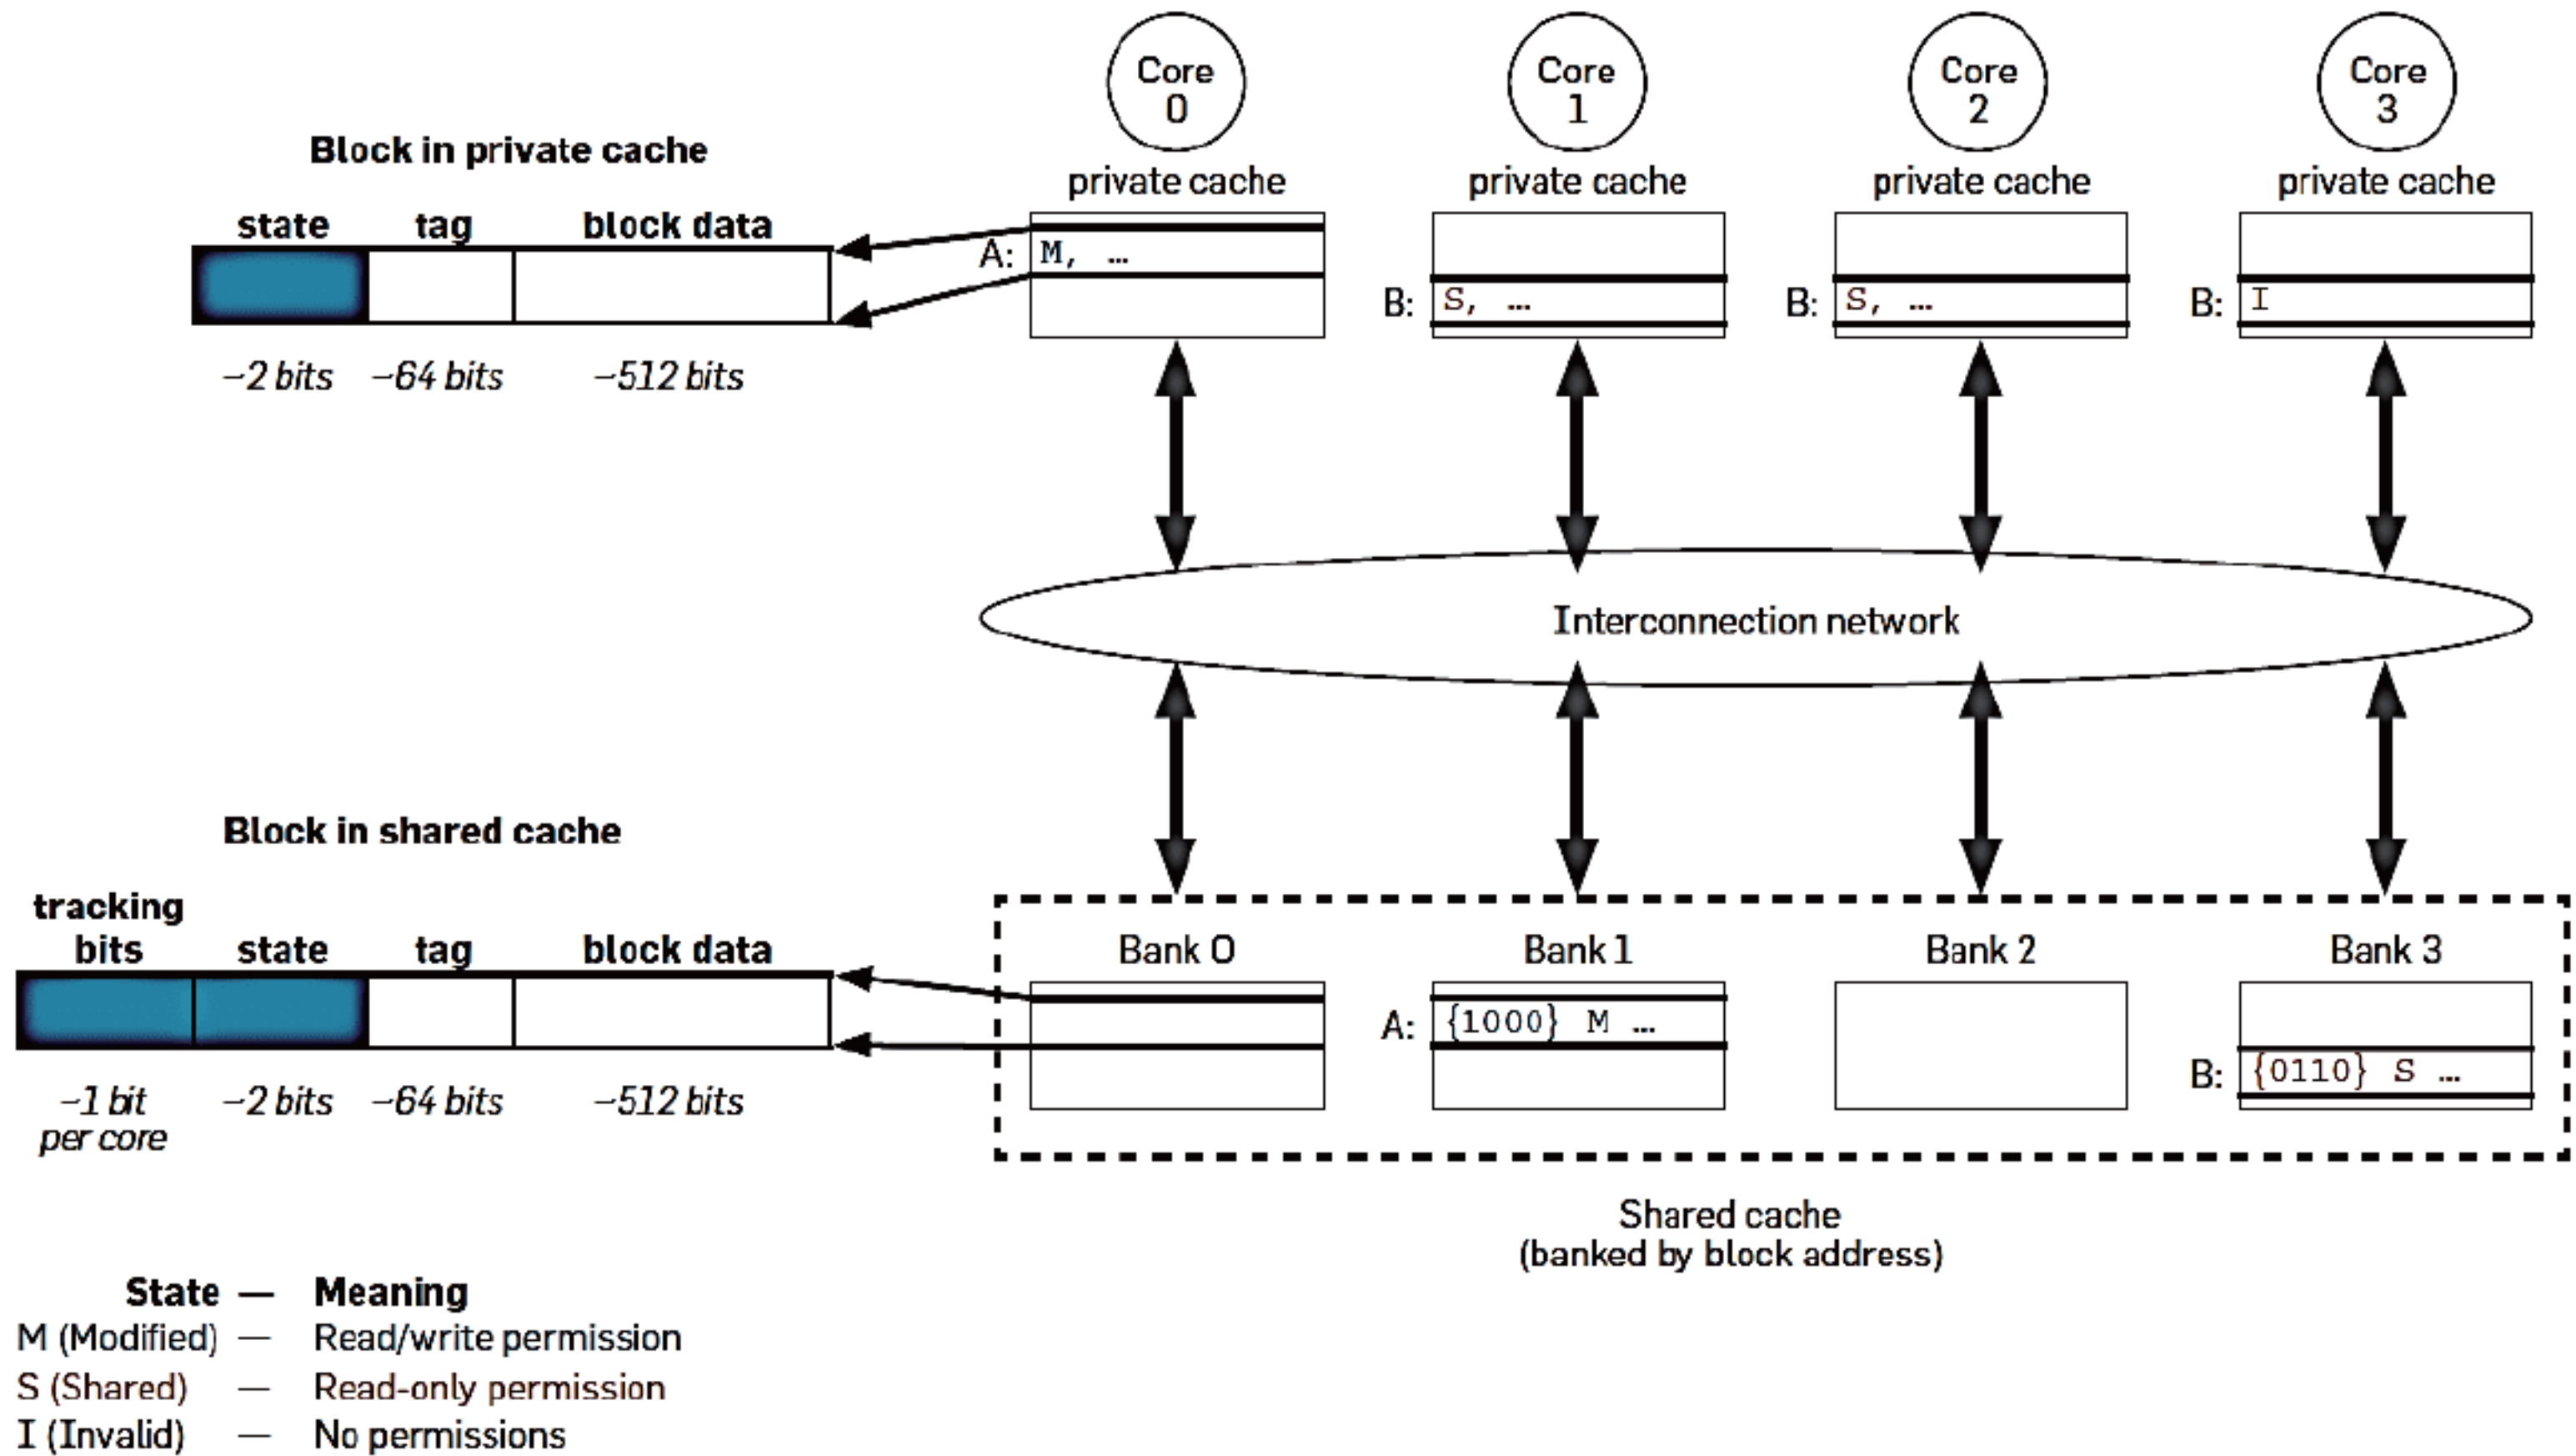 Core
0
Core
1
Core
2
Core
3
Block in private cache
private cache
private cache
private cache
private cache
state tag block data
A: M, …
B: S, …
B: S, …
B: I
~2 bits ~64 bits ~512 bits
Interconnection network
Block in shared cache
tracking
bits state tag block data
Bank 0
Bank 1
Bank 2
Bank 3
A: {1000} M …
B: {0110} S …
~1 bit
per core
~2 bits ~64 bits ~512 bits
Shared cache
(banked by block address)
State — Meaning
M (Modified) — Read/write permission
S (Shared) — Read-only permission
I (Invalid) — No permissions